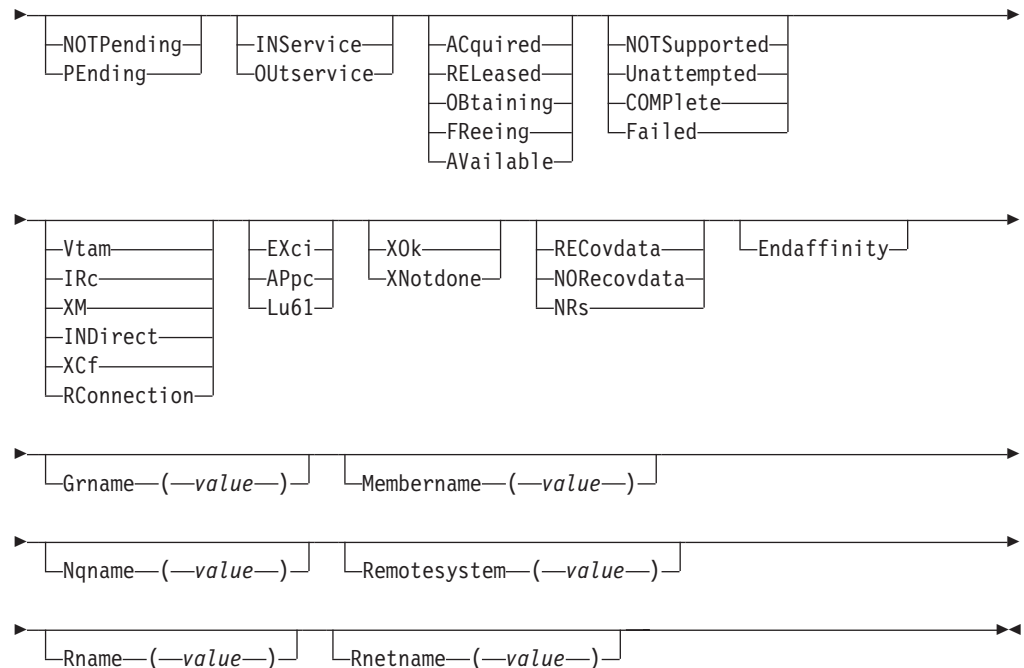 NOTPending INService ACquired NOTSupported
PEnding OUtservice RELeased Unattempted
OBtaining COMPlete
FReeing Failed
AVailable
Vtam EXci XOk RECovdata Endaffinity
IRc APpc XNotdone NORecovdata
XM Lu61 NRs
INDirect
XCf
RConnection
Grname ( value ) Membername ( value )
Nqname ( value ) Remotesystem ( value )
Rname ( value ) Rnetname ( value )